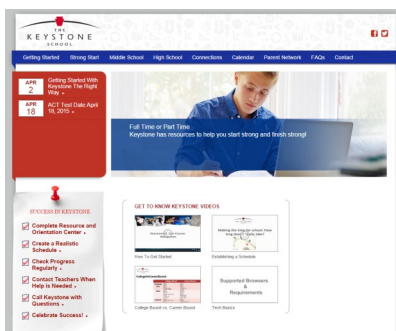 THE
KEYSTONE
SCHOOL
Getting Started Strong Start Middle School High School Connections Calendar Parent Network FAQs Contact
APR
2
Getting Started With
Keystone The Right
Way
APR
18
ACT Test Date April
18, 2015
Full Time or Part Time
Keystone has resources to help you start strong and finish strong!
SUCCESS IN KEYSTONE
Complete Resource and
Orientation Center
Create a Realistic
Schedule
Check Progress
Regularly
Contact Teachers When
Help is Needed
Call Keystone with
Questions
Celebrate Success!
GET TO KNOW KEYSTONE VIDEOS
How To Get Started
Establishing a Schedule
Supported Browsers
&
Requirements
College Board vs. Career Board
Tech Basics